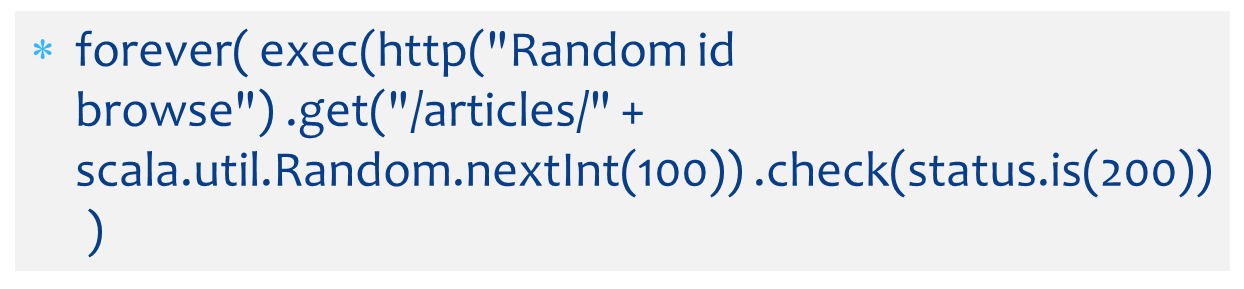 * forever( exec(http("Random id
browse") .get("/articles/" +
scala.util.Random.nextInt(100)) .check(status.is(200))
)